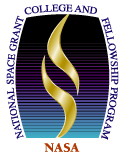 NATIONAL SPACE GRANT COLLEGE AND FELLOWSHIP PROGRAM
NASA